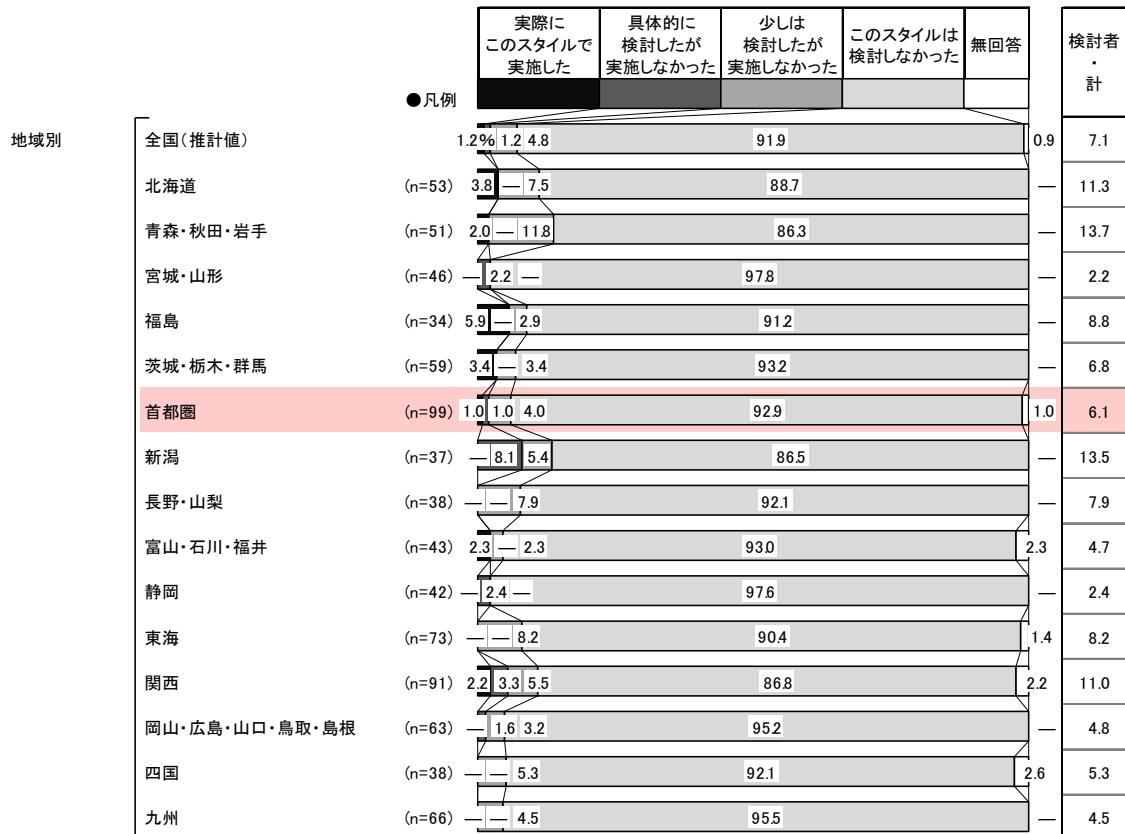 実際に
このスタイルで
実施した
具体的に
検討したが
実施しなかった
少しは
検討したが
実施しなかった
このスタイルは
検討しなかった
無回答
検討者
・
計
●凡例
地域別
全国(推計値) 1.2% 1.2 4.8 91.9 0.9 7.1
北海道 (n=53) 3.8 — 7.5 88.7 — 11.3
青森・秋田・岩手 (n=51) 2.0 — 11.8 86.3 — 13.7
宮城・山形 (n=46) — 2.2 — 97.8 — 2.2
福島 (n=34) 5.9 — 2.9 91.2 — 8.8
茨城・栃木・群馬 (n=59) 3.4 — 3.4 93.2 — 6.8
首都圏 (n=99) 1.0 1.0 4.0 92.9 1.0 6.1
新潟 (n=37) — 8.1 5.4 86.5 — 13.5
長野・山梨 (n=38) — — 7.9 92.1 — 7.9
富山・石川・福井 (n=43) 2.3 — 2.3 93.0 2.3 4.7
静岡 (n=42) — 2.4 — 97.6 — 2.4
東海 (n=73) — — 8.2 90.4 1.4 8.2
関西 (n=91) 2.2 3.3 5.5 86.8 2.2 11.0
岡山・広島・山口・鳥取・島根 (n=63) — 1.6 3.2 95.2 — 4.8
四国 (n=38) — — 5.3 92.1 2.6 5.3
九州 (n=66) — — 4.5 95.5 — 4.5